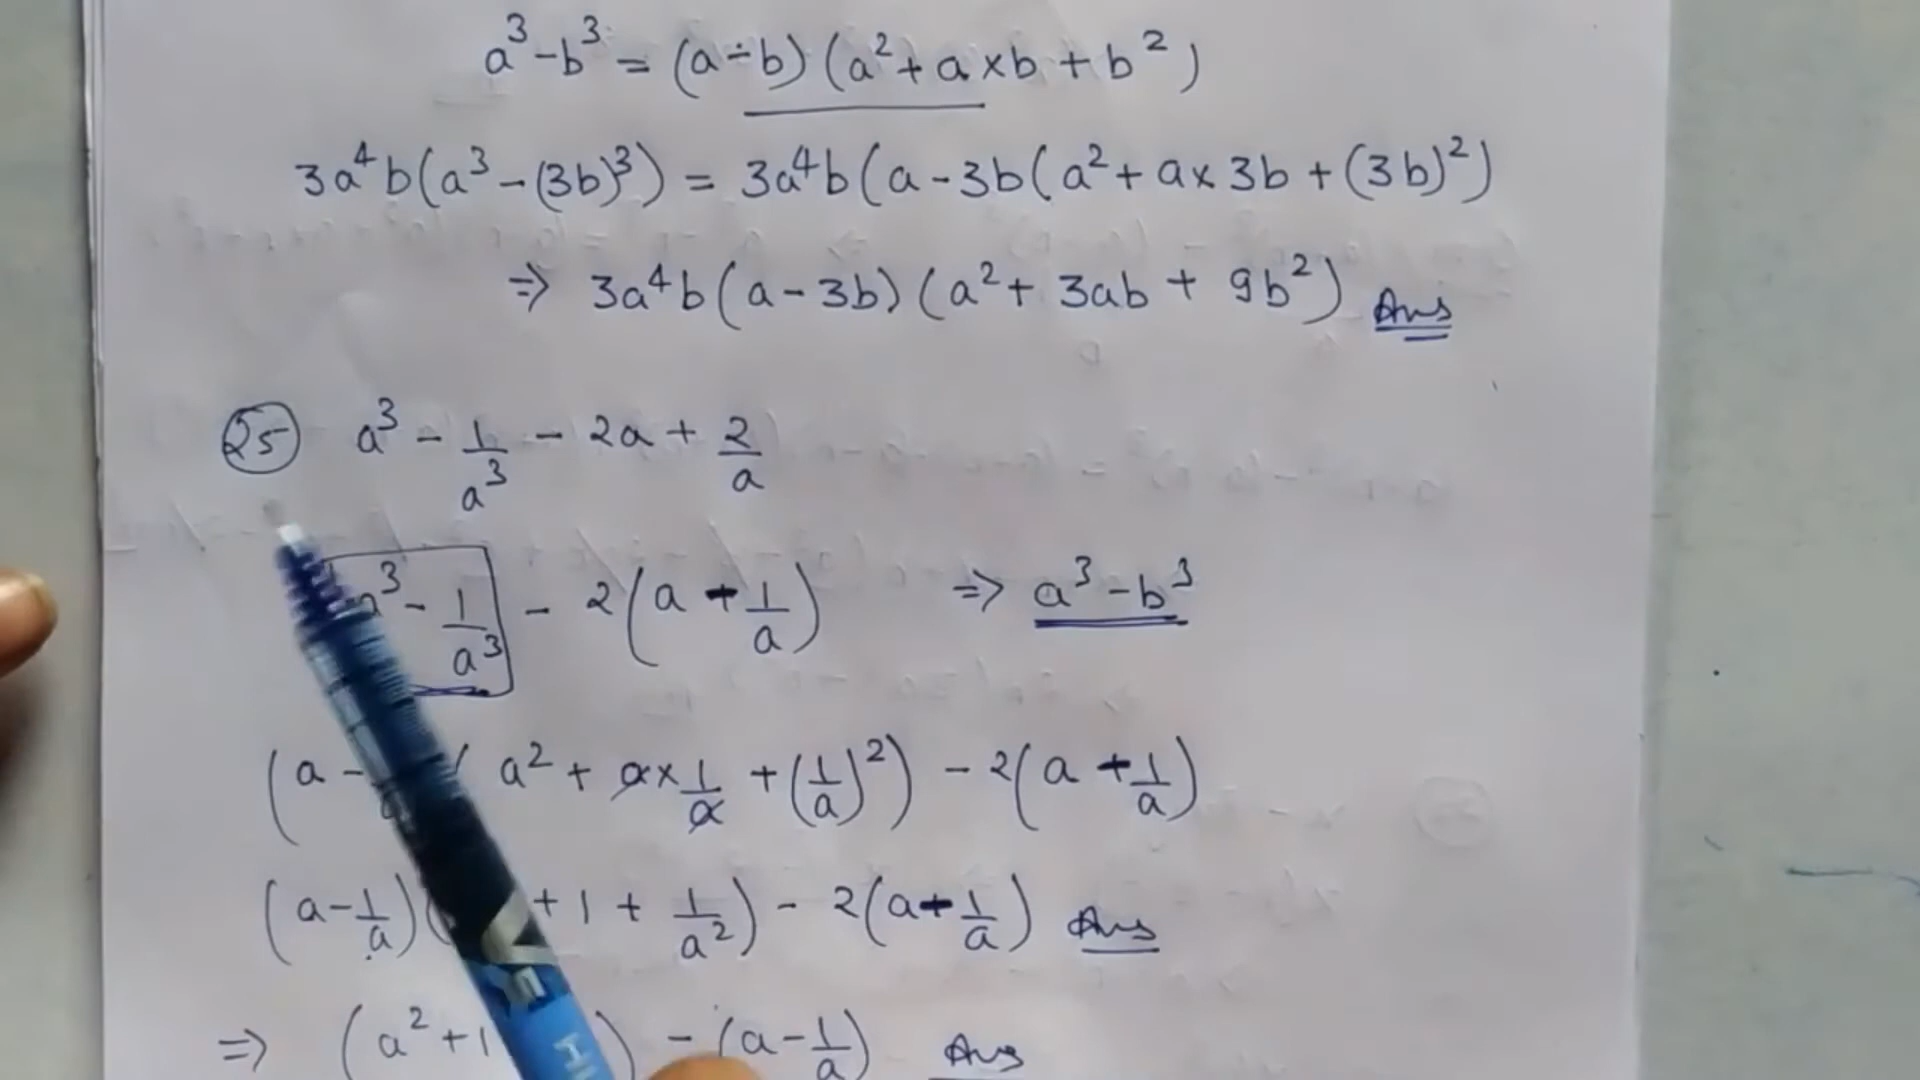 a³-b³ = (a-b)(a²+a×b+b²)
3a⁴b(a³-(3b)³) = 3a⁴b(a-3b(a²+a×3b+(3b)²)
⇒ 3a⁴b(a-3b)(a²+3ab+9b²) Ans
25 a³ - 1/a³ - 2a + 2/a
a³ - 1/a³ - 2(a + 1/a) ⇒ a³-b³
(a - ( a² + a×1/a + (1/a)²) - 2(a + 1/a)
(a-1/a)( + 1 + 1/a²) - 2(a+1/a) Ans
⇒ (a²+1 ) - (a-1/a) Ans